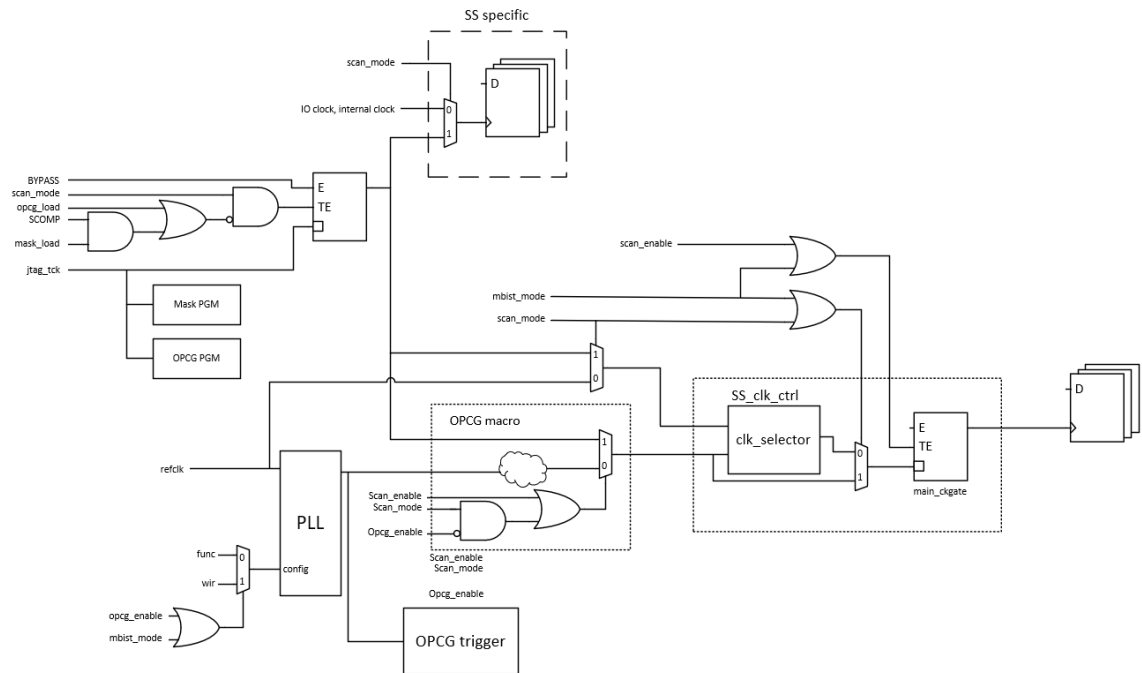 SS specific
scan_mode
D
IO clock, internal clock
0
1
BYPASS
scan_mode
opcg_load
SCOMP
mask_load
E
TE
jtag_tck
Mask PGM
OPCG PGM
scan_enable
mbist_mode
scan_mode
1
0
SS_clk_ctrl
clk_selector
0
1
E
TE
main_ckgate
D
OPCG macro
1
0
Scan_enable
Scan_mode
Opcg_enable
Scan_enable
Scan_mode
Opcg_enable
refclk
PLL
config
func
0
wir
1
opcg_enable
mbist_mode
OPCG trigger